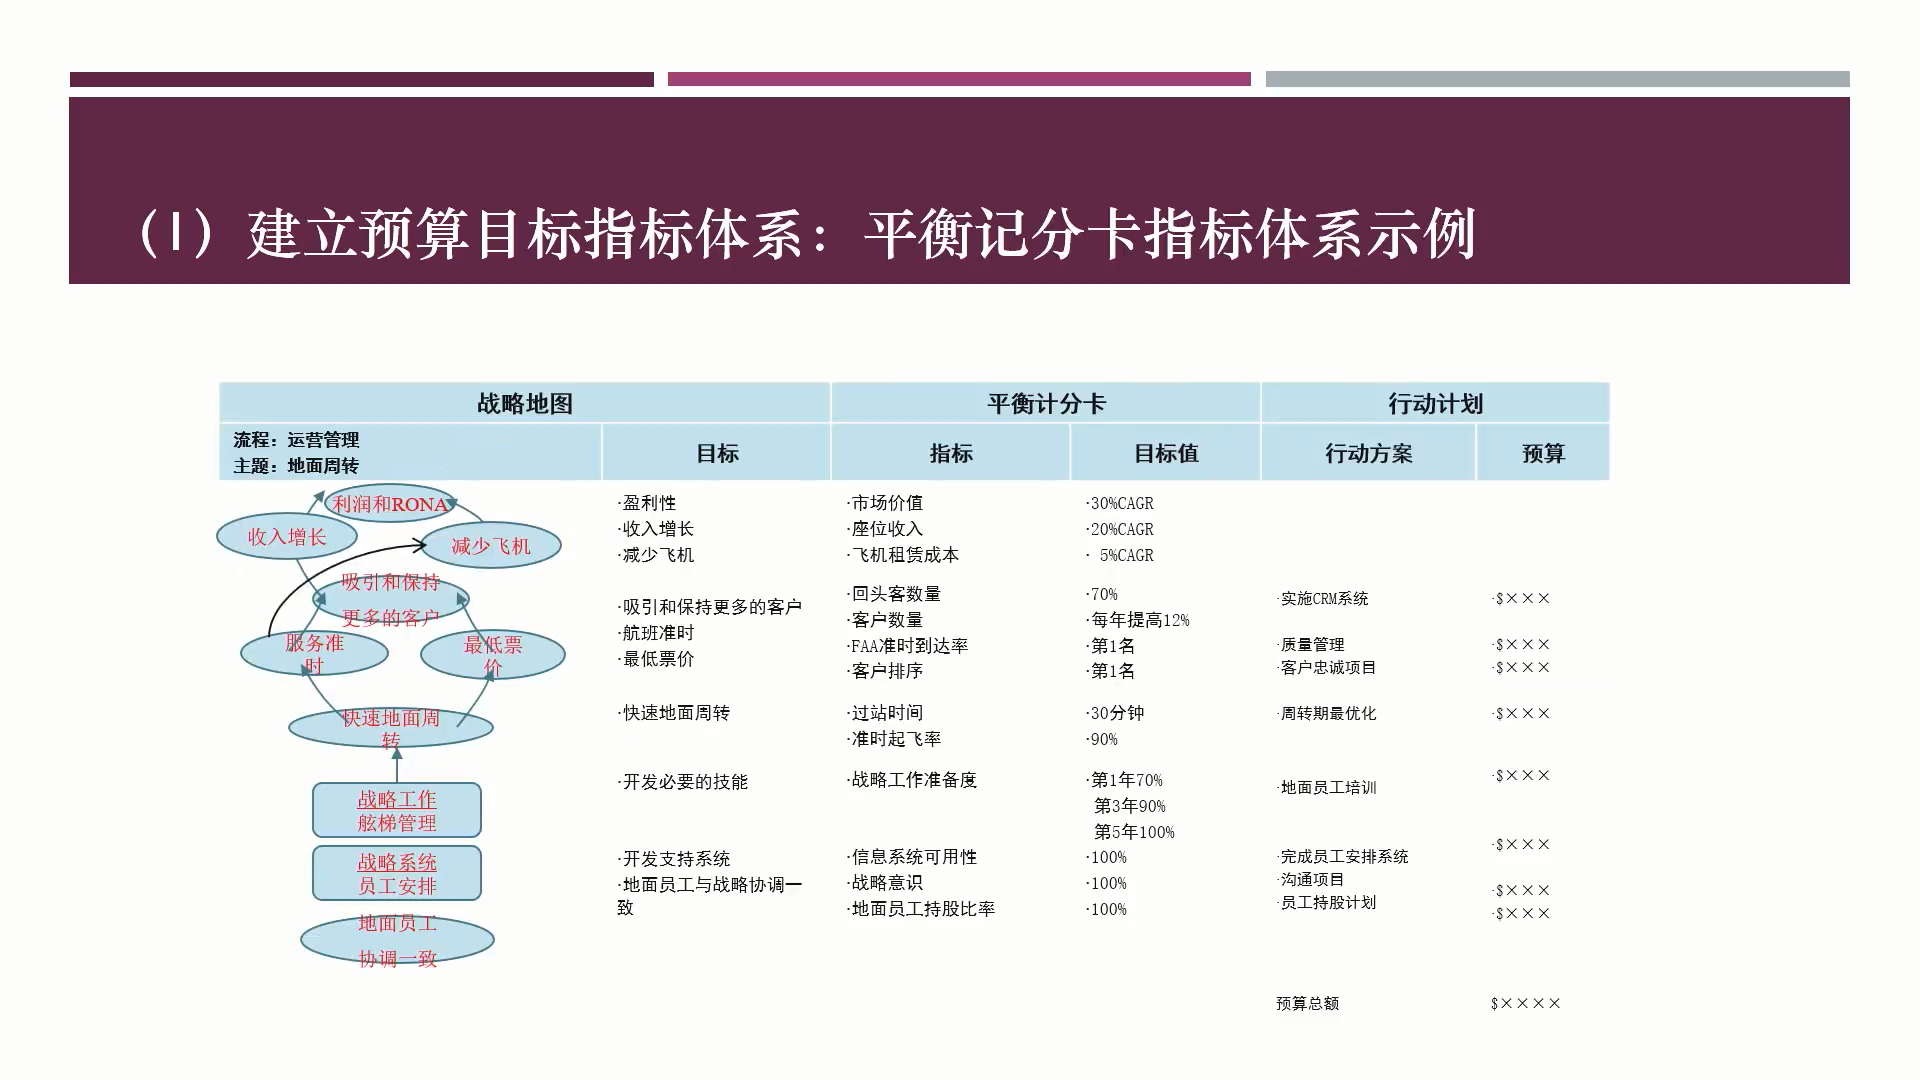 （1）建立预算目标指标体系：平衡记分卡指标体系示例
战略地图
平衡计分卡
行动计划
流程：运营管理
主题：地面周转
目标
指标
目标值
行动方案
预算
利润和RONA
收入增长
减少飞机
吸引和保持
更多的客户
服务准
时
最低票
价
快速地面周
转
战略工作
舷梯管理
战略系统
员工安排
地面员工
协调一致
·盈利性
·收入增长
·减少飞机
·吸引和保持更多的客户
·航班准时
·最低票价
·快速地面周转
·开发必要的技能
·开发支持系统
·地面员工与战略协调一
致
·市场价值
·座位收入
·飞机租赁成本
·回头客数量
·客户数量
·FAA准时到达率
·客户排序
·过站时间
·准时起飞率
·战略工作准备度
·信息系统可用性
·战略意识
·地面员工持股比率
·30%CAGR
·20%CAGR
· 5%CAGR
·70%
·每年提高12%
·第1名
·第1名
·30分钟
·90%
·第1年70%
第3年90%
第5年100%
·100%
·100%
·100%
·实施CRM系统
·质量管理
·客户忠诚项目
·周转期最优化
·地面员工培训
·完成员工安排系统
·沟通项目
·员工持股计划
预算总额
·$×××
·$×××
·$×××
·$×××
·$×××
·$×××
·$×××
·$×××
$××××